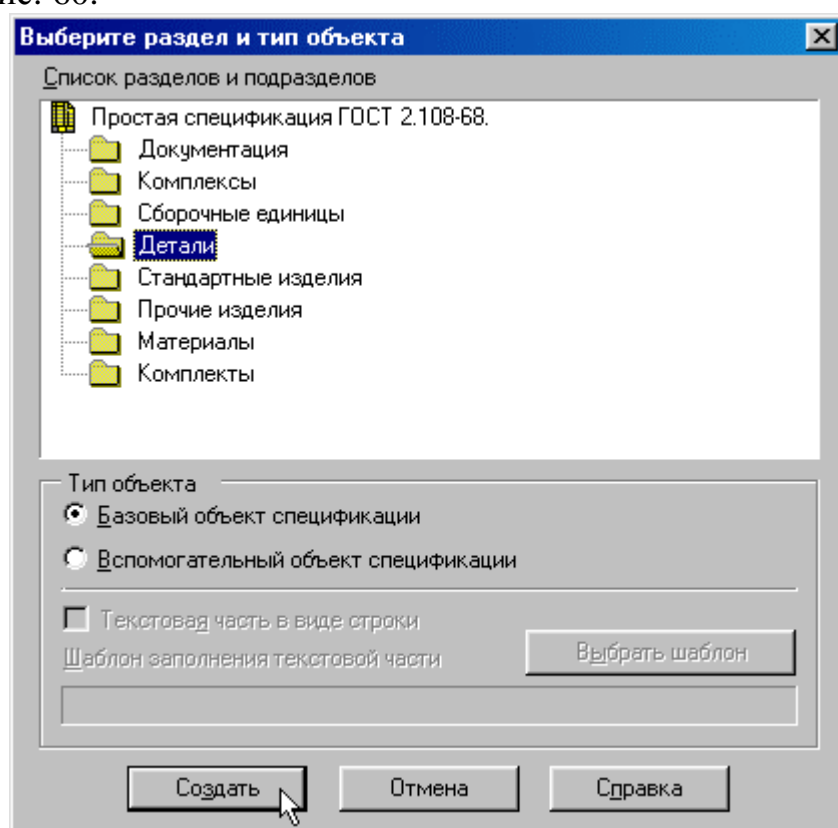 Выберите раздел и тип объекта
Список разделов и подразделов
Простая спецификация ГОСТ 2.108-68.
Документация
Комплексы
Сборочные единицы
Детали
Стандартные изделия
Прочие изделия
Материалы
Комплекты
Тип объекта
Базовый объект спецификации
Вспомогательный объект спецификации
Текстовая часть в виде строки
Шаблон заполнения текстовой части
Выбрать шаблон
Создать Отмена Справка